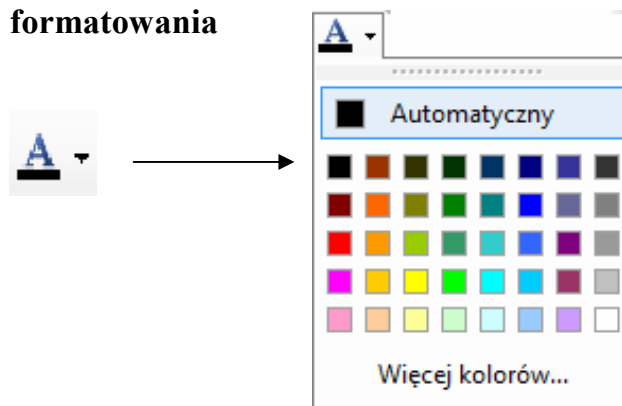 formatowania
A
Automatyczny
A
Więcej kolorów...